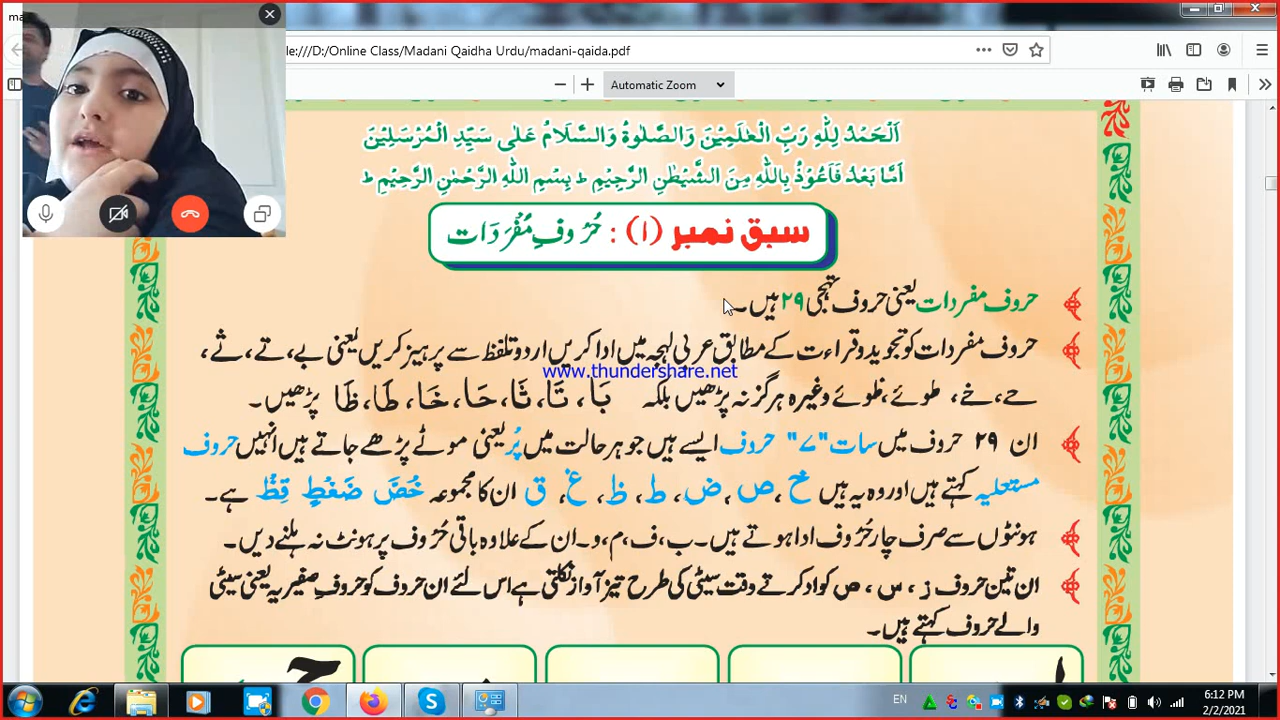 ma
le:///D:/Online Class/Madani Qaidha Urdu/madani-qaida.pdf
Automatic Zoom
اَلْحَمْدُ لِلّٰهِ رَبِّ الْعٰلَمِيْنَ وَالصَّلٰوةُ وَالسَّلَامُ عَلٰى سَيِّدِ الْمُرْسَلِيْنَ
اَمَّا بَعْدُ فَاَعُوْذُ بِاللّٰهِ مِنَ الشَّيْطٰنِ الرَّجِيْمِ ط بِسْمِ اللّٰهِ الرَّحْمٰنِ الرَّحِيْمِ ط
سبق نمبر (۱) : حُرُوفِ مُفْرَدَات
حروف مفردات یعنی حروف تہجی ۲۹ ہیں۔
حروف مفردات کو تجوید و قراءت کے مطابق عربی لہجہ میں ادا کریں اردو تلفظ سے پرہیز کریں یعنی بے، تے، ثے،
www.thundershare.net
حے، خے، طوئے، ظوئے وغیرہ ہرگز نہ پڑھیں بلکہ بَا، تَا، ثَا، حَا، خَا، طَا، ظَا پڑھیں۔
ان ۲۹ حروف میں سات "۷" حروف ایسے ہیں جو ہر حالت میں پُر یعنی موٹے پڑھے جاتے ہیں انہیں حروف
مستعلیہ کہتے ہیں اور وہ یہ ہیں خ، ص، ض، ط، ظ، غ، ق ان کا مجموعہ خُصَّ ضَغْطٍ قِظْ ہے۔
ہونٹوں سے صرف چار حُرُوف ادا ہوتے ہیں۔ ب، ف، م، و۔ ان کے علاوہ باقی حُرُوف پر ہونٹ نہ ہلنے دیں۔
ان تین حروف ز، س، ص کو ادا کرتے وقت سیٹی کی طرح تیز آواز نکلتی ہے اس لئے ان حروف کو حروفِ صفیریہ یعنی سیٹی
والے حروف کہتے ہیں۔
EN
6:12 PM
2/2/2021